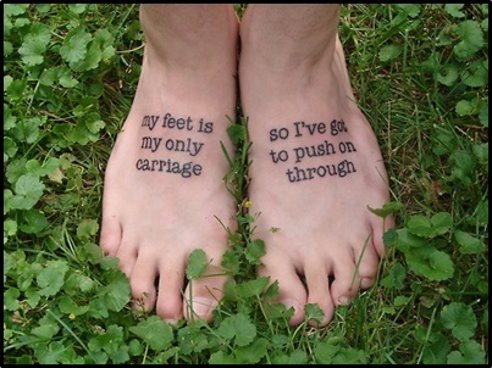 my feet is
my only
carriage
so I've got
to push on
through